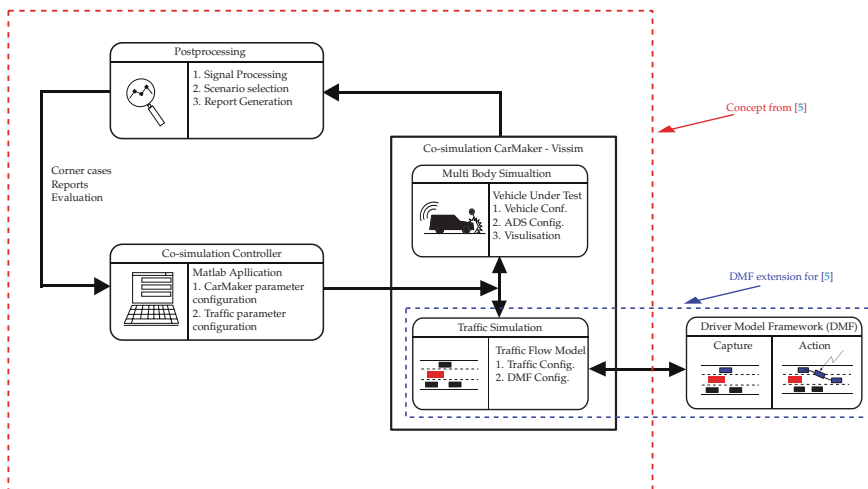 Postprocessing
1. Signal Processing
2. Scenario selection
3. Report Generation
Concept from [5]
Corner cases
Reports
Evaluation
Co-simulation CarMaker - Vissim
Multi Body Simualtion
Vehicle Under Test
1. Vehicle Conf.
2. ADS Config.
3. Visulisation
Co-simulation Controller
Matlab Apllication
1. CarMaker parameter
configuration
2. Traffic parameter
configuration
DMF extension for [5]
Traffic Simulation
Traffic Flow Model
1. Traffic Config.
2. DMF Config.
Driver Model Framework (DMF)
Capture
Action